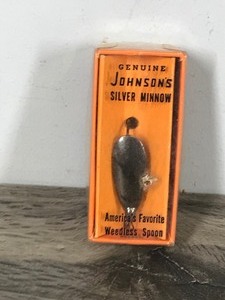 GENUINE
JOHNSON'S
SILVER MINNOW
America's Favorite
Weedless Spoon